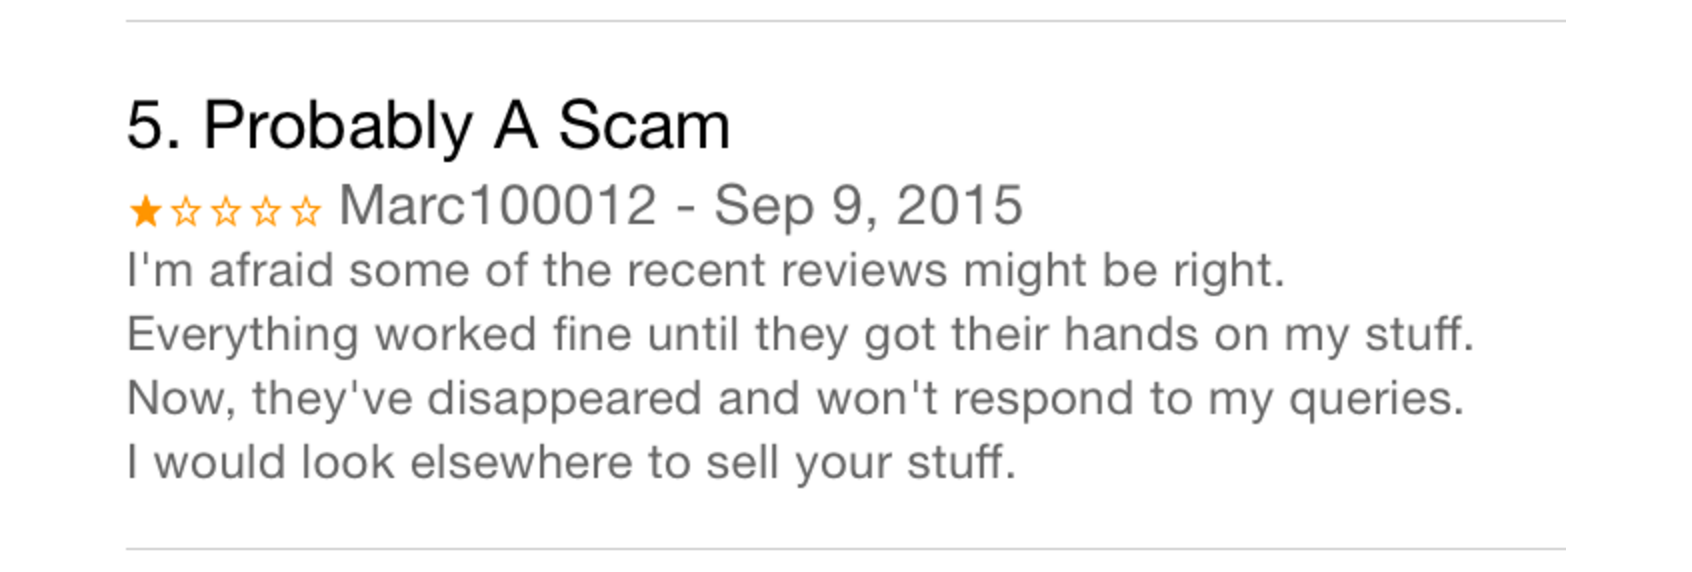 5. Probably A Scam
★☆☆☆☆ Marc100012 - Sep 9, 2015
I'm afraid some of the recent reviews might be right.
Everything worked fine until they got their hands on my stuff.
Now, they've disappeared and won't respond to my queries.
I would look elsewhere to sell your stuff.